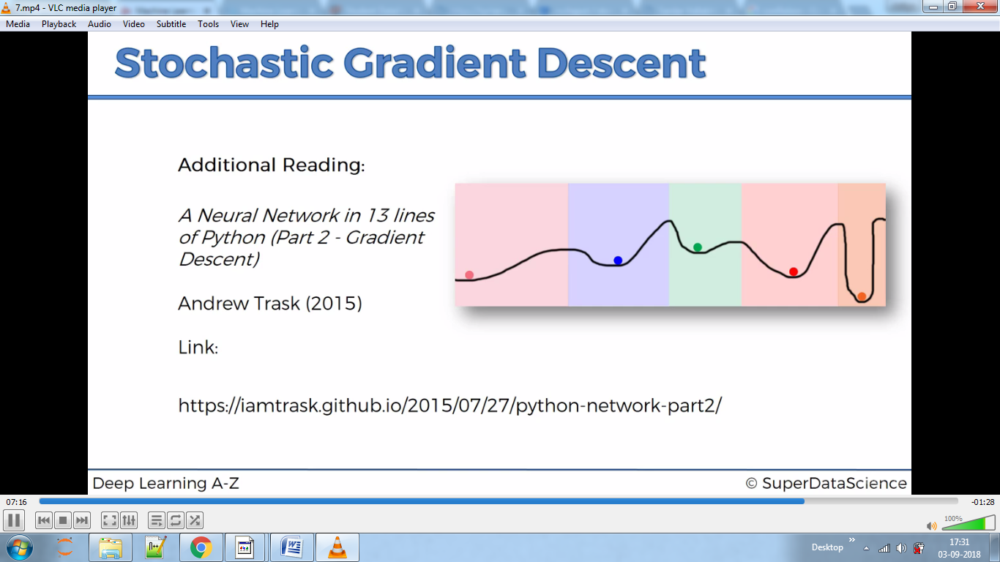 7.mp4 - VLC media player
Media Playback Audio Video Subtitle Tools View Help
Stochastic Gradient Descent
Additional Reading:
A Neural Network in 13 lines
of Python (Part 2 - Gradient
Descent)
Andrew Trask (2015)
Link:
https://iamtrask.github.io/2015/07/27/python-network-part2/
Deep Learning A-Z
© SuperDataScience
07:16
-01:28
100%
Desktop
17:31
03-09-2018